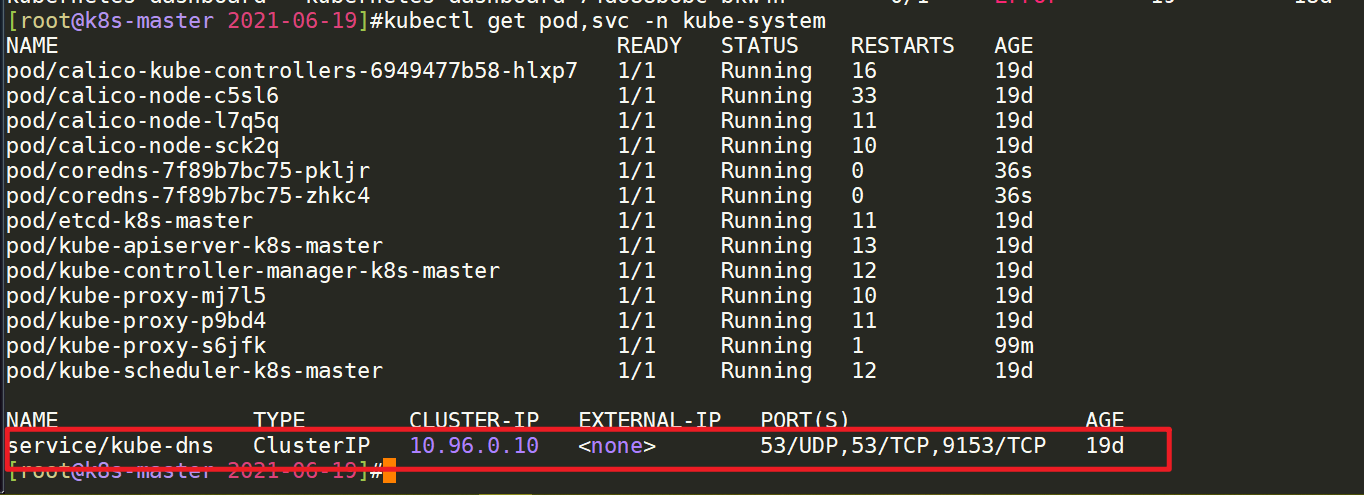 [root@k8s-master 2021-06-19]#kubectl get pod,svc -n kube-system
NAME READY STATUS RESTARTS AGE
pod/calico-kube-controllers-6949477b58-hlxp7 1/1 Running 16 19d
pod/calico-node-c5sl6 1/1 Running 33 19d
pod/calico-node-l7q5q 1/1 Running 11 19d
pod/calico-node-sck2q 1/1 Running 10 19d
pod/coredns-7f89b7bc75-pkljr 1/1 Running 0 36s
pod/coredns-7f89b7bc75-zhkc4 1/1 Running 0 36s
pod/etcd-k8s-master 1/1 Running 11 19d
pod/kube-apiserver-k8s-master 1/1 Running 13 19d
pod/kube-controller-manager-k8s-master 1/1 Running 12 19d
pod/kube-proxy-mj7l5 1/1 Running 10 19d
pod/kube-proxy-p9bd4 1/1 Running 11 19d
pod/kube-proxy-s6jfk 1/1 Running 1 99m
pod/kube-scheduler-k8s-master 1/1 Running 12 19d
NAME TYPE CLUSTER-IP EXTERNAL-IP PORT(S) AGE
service/kube-dns ClusterIP 10.96.0.10 <none> 53/UDP,53/TCP,9153/TCP 19d
[root@k8s-master 2021-06-19]#